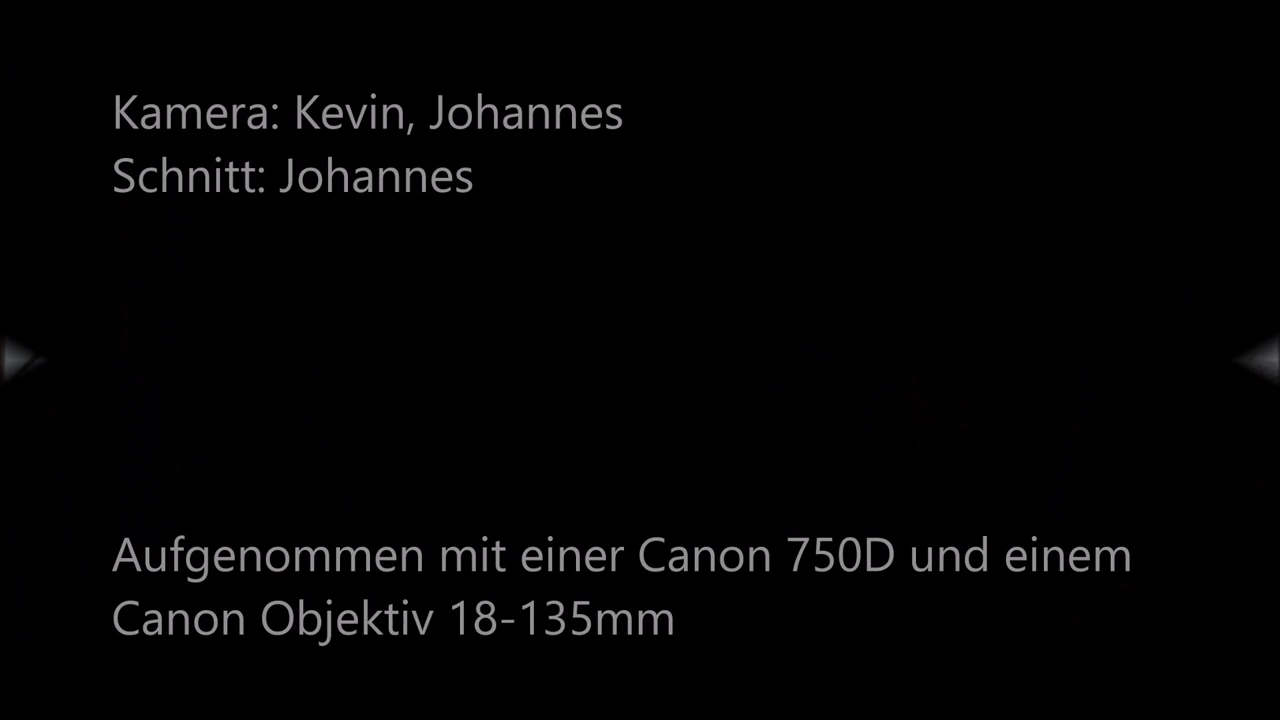 Kamera: Kevin, Johannes
Schnitt: Johannes
Aufgenommen mit einer Canon 750D und einem
Canon Objektiv 18-135mm